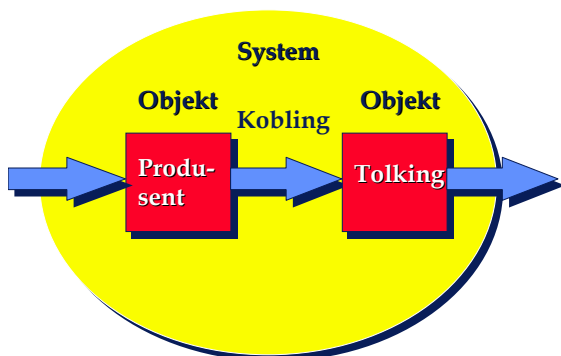 System
Objekt
Objekt
Kobling
Produ-
sent
Tolking